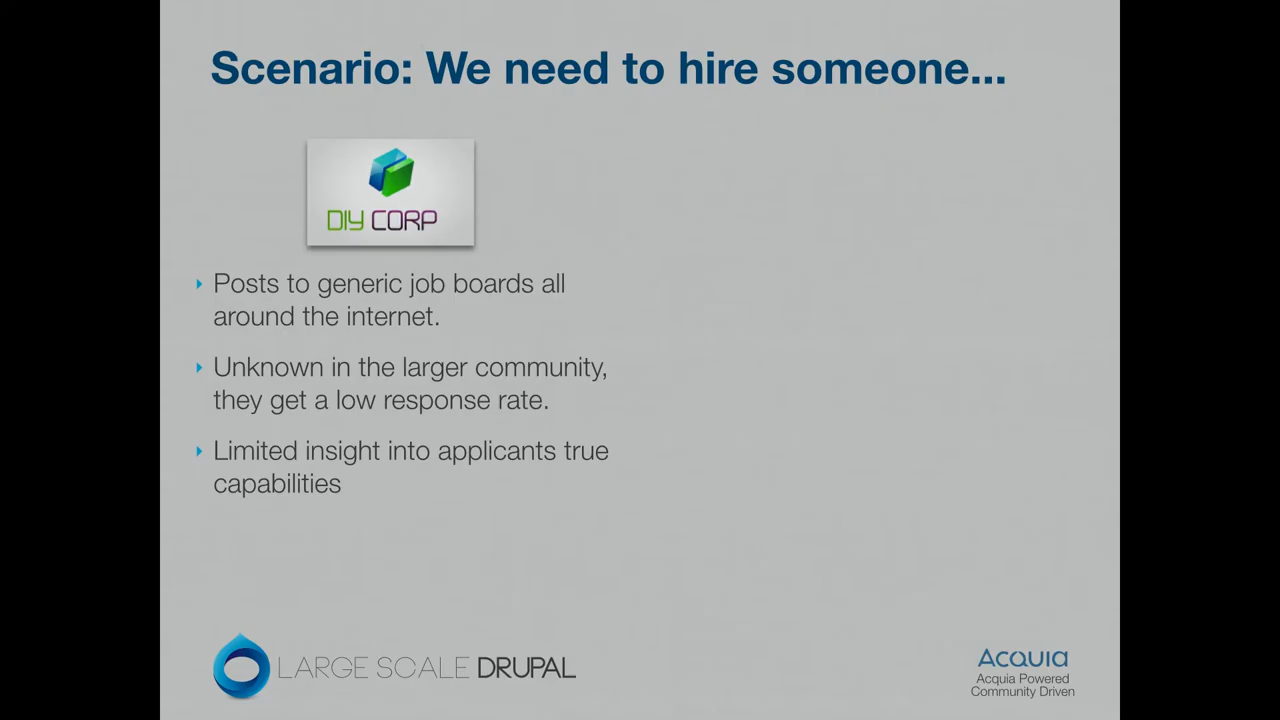 Scenario: We need to hire someone...
DIY CORP
Posts to generic job boards all
around the internet.
Unknown in the larger community,
they get a low response rate.
Limited insight into applicants true
capabilities
LARGE SCALE DRUPAL
Acquia
Acquia Powered
Community Driven